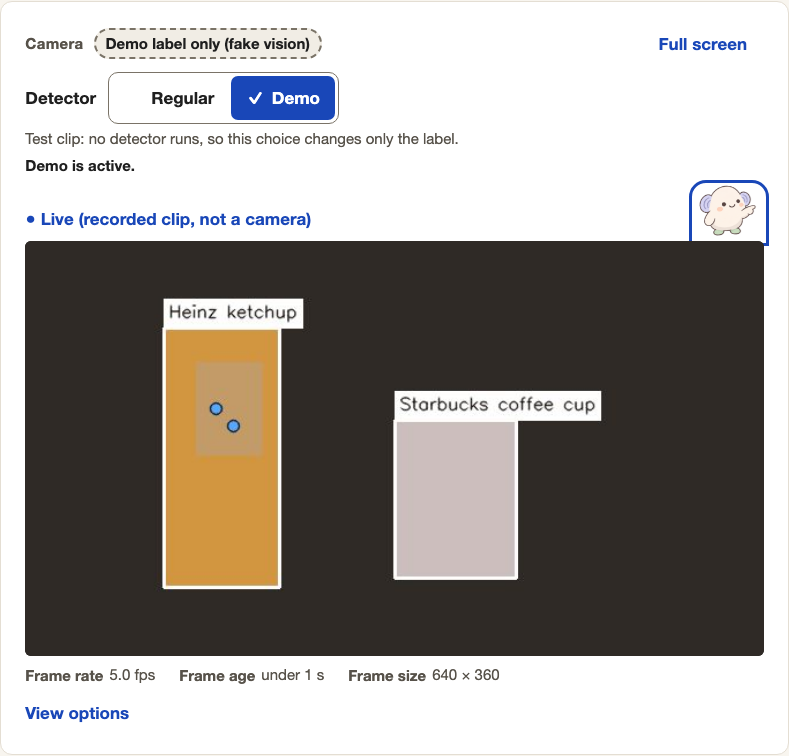 Camera Demo label only (fake vision) Full screen
Detector Regular ✓ Demo
Test clip: no detector runs, so this choice changes only the label.
Demo is active.
• Live (recorded clip, not a camera)
Heinz ketchup
Starbucks coffee cup
Frame rate 5.0 fps Frame age under 1 s Frame size 640 × 360
View options